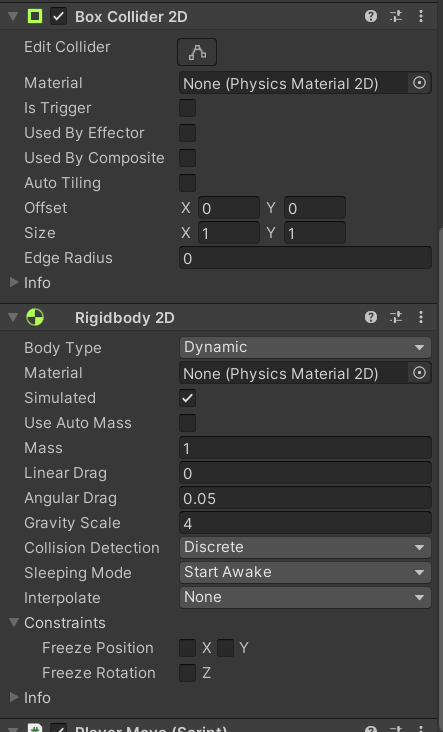 Box Collider 2D
Edit Collider
Material None (Physics Material 2D)
Is Trigger
Used By Effector
Used By Composite
Auto Tiling
Offset X 0 Y 0
Size X 1 Y 1
Edge Radius 0
Info
Rigidbody 2D
Body Type Dynamic
Material None (Physics Material 2D)
Simulated
Use Auto Mass
Mass 1
Linear Drag 0
Angular Drag 0.05
Gravity Scale 4
Collision Detection Discrete
Sleeping Mode Start Awake
Interpolate None
Constraints
Freeze Position X Y
Freeze Rotation Z
Info
Player Move (Script)